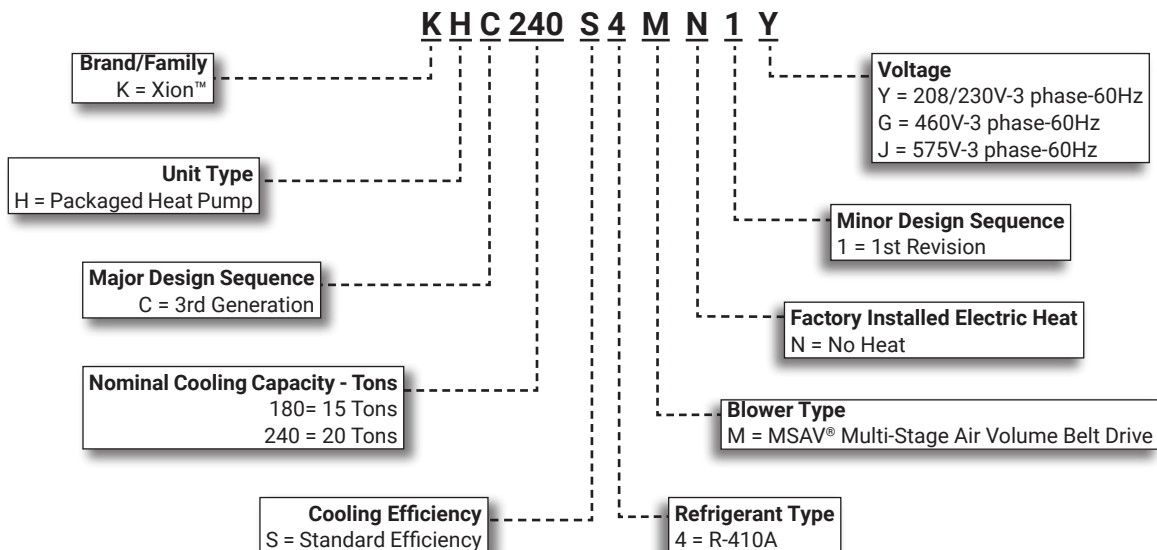 K H C 240 S 4 M N 1 Y
Brand/Family
K = Xion™
Voltage
Y = 208/230V-3 phase-60Hz
G = 460V-3 phase-60Hz
J = 575V-3 phase-60Hz
Unit Type
H = Packaged Heat Pump
Minor Design Sequence
1 = 1st Revision
Major Design Sequence
C = 3rd Generation
Factory Installed Electric Heat
N = No Heat
Nominal Cooling Capacity - Tons
180= 15 Tons
240 = 20 Tons
Blower Type
M = MSAV® Multi-Stage Air Volume Belt Drive
Cooling Efficiency
S = Standard Efficiency
Refrigerant Type
4 = R-410A